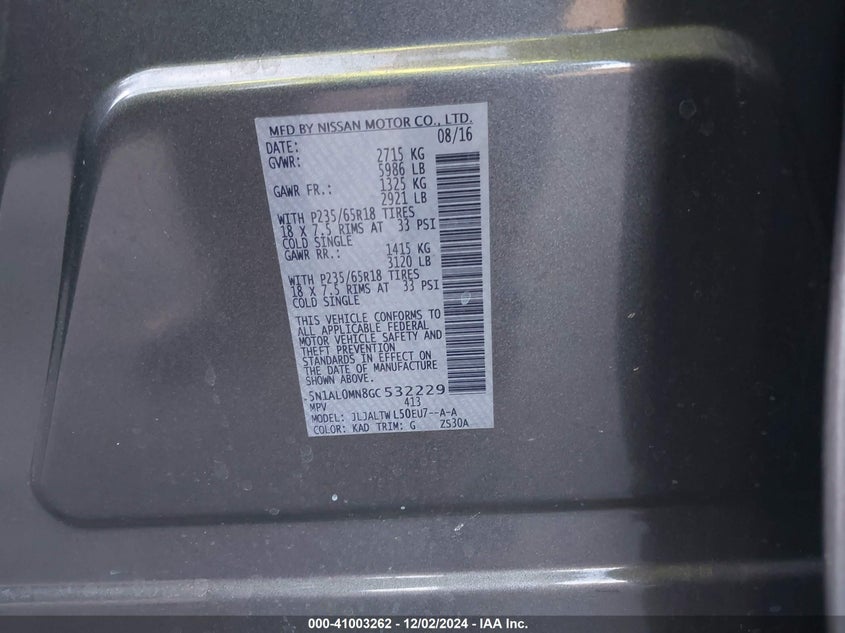 MFD BY NISSAN MOTOR CO., LTD.
DATE: 08/16
GVWR: 2715 KG
5986 LB
GAWR FR.: 1325 KG
2921 LB
WITH P235/65R18 TIRES
18 X 7.5 RIMS AT 33 PSI
COLD SINGLE
GAWR RR.: 1415 KG
3120 LB
WITH P235/65R18 TIRES
18 X 7.5 RIMS AT 33 PSI
COLD SINGLE
THIS VEHICLE CONFORMS TO
ALL APPLICABLE FEDERAL
MOTOR VEHICLE SAFETY AND
THEFT PREVENTION
STANDARDS IN EFFECT ON
THE DATE OF MANUFACTURE
SHOWN ABOVE.
5N1AL0MN8GC532229
MPV 413
MODEL: JLJALTWL50EU7--A-A
COLOR: KAD TRIM: G ZS30A
000-41003262 - 12/02/2024 - IAA Inc.